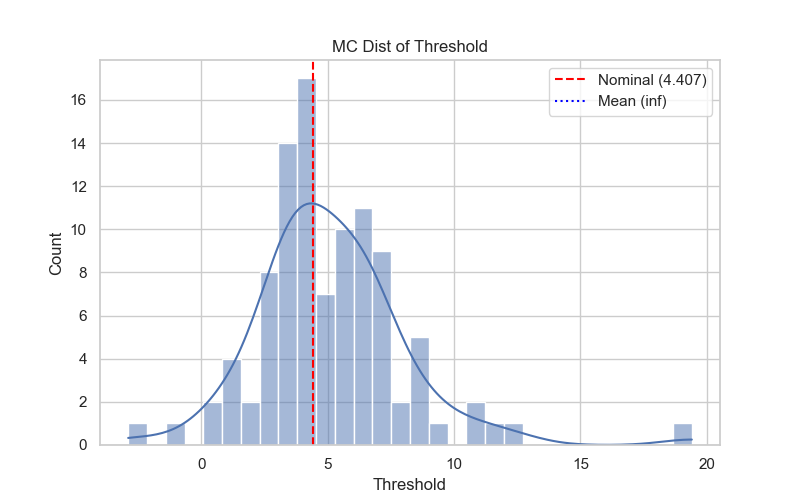 MC Dist of Threshold
Nominal (4.407)
Mean (inf)
Count
16
14
12
10
8
6
4
2
0
0
5
10
15
20
Threshold